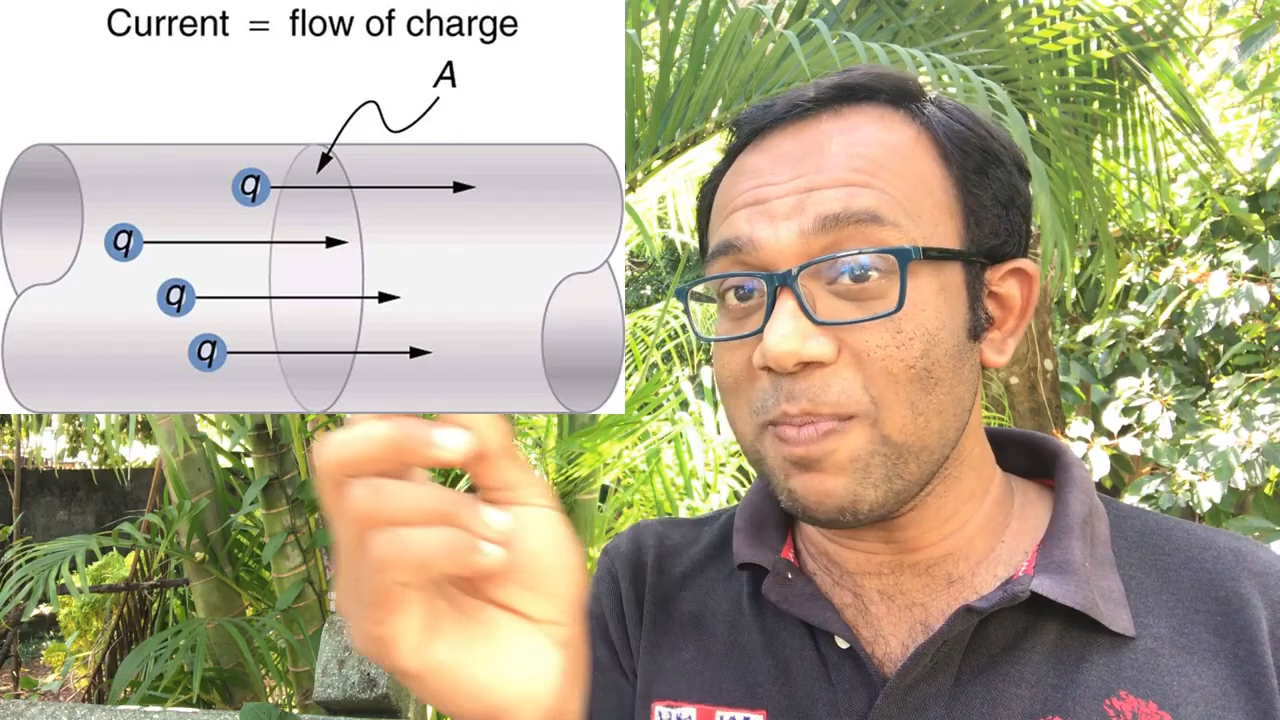 Current = flow of charge
A
q
q
q
q